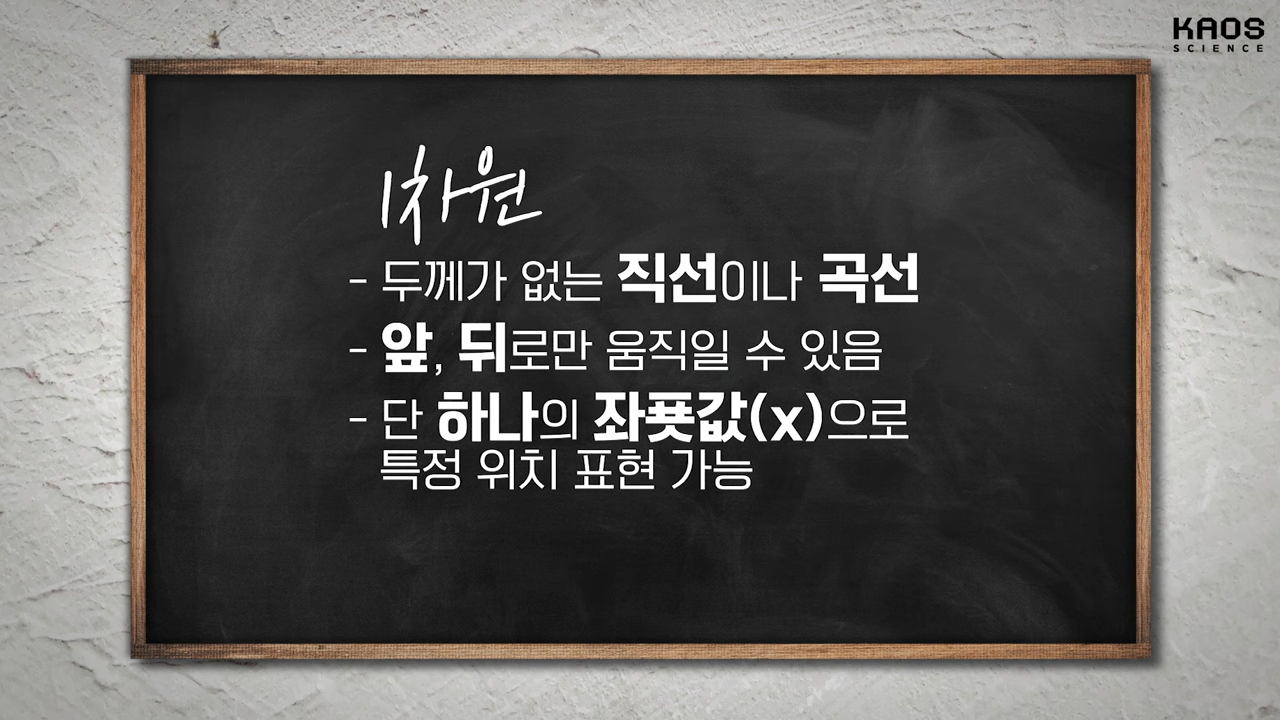 KAOS
SCIENCE
1차원
- 두께가 없는 직선이나 곡선
- 앞, 뒤로만 움직일 수 있음
- 단 하나의 좌푯값(x)으로
특정 위치 표현 가능